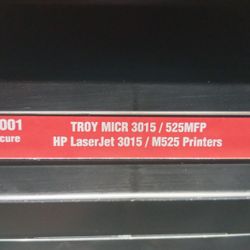 001 TROY MICR 3015 / 525MFP
cure HP LaserJet 3015 / M525 Printers